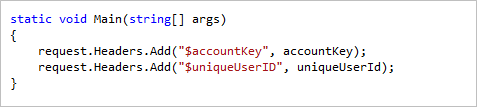 static void Main(string[] args)
{
    request.Headers.Add("$accountKey", accountKey);
    request.Headers.Add("$uniqueUserID", uniqueUserId);
}